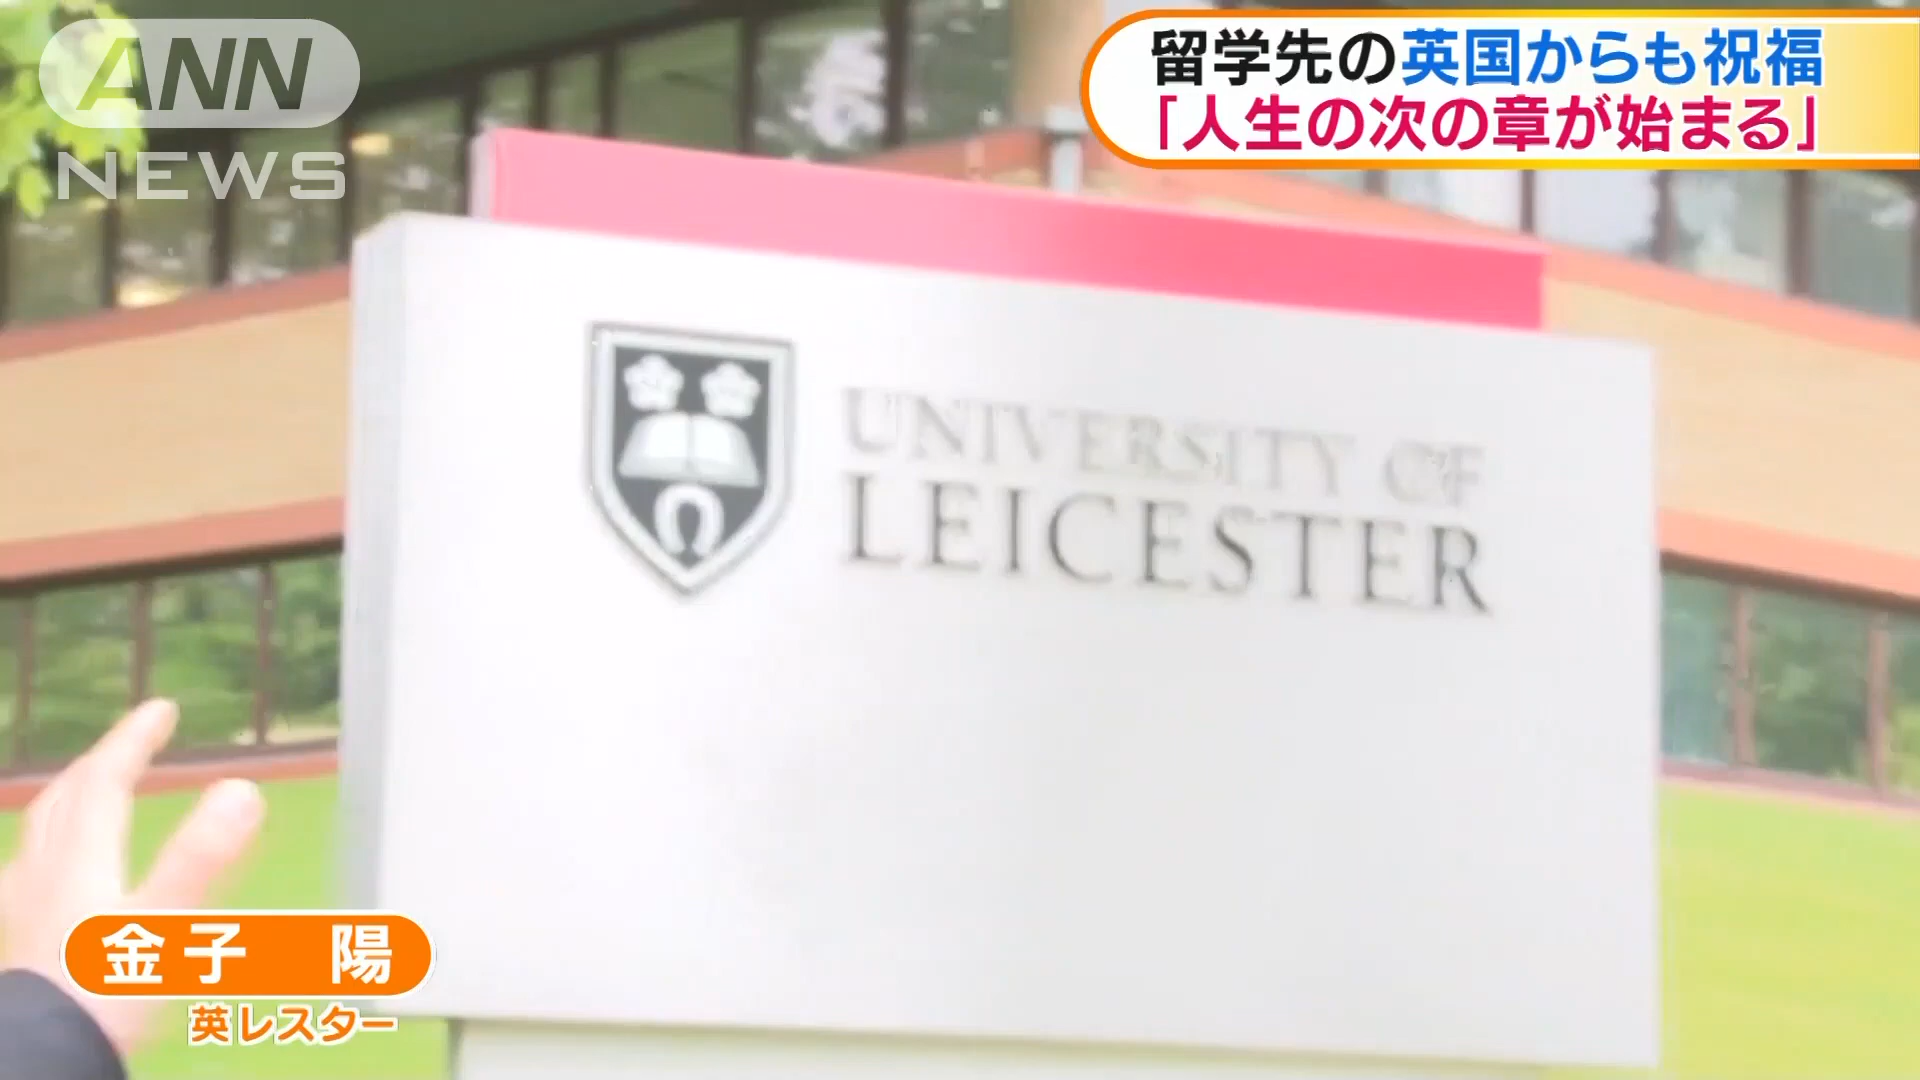 ANN
NEWS
留学先の英国からも祝福
「人生の次の章が始まる」
UNIVERSITY OF
LEICESTER
金子 陽
英レスター